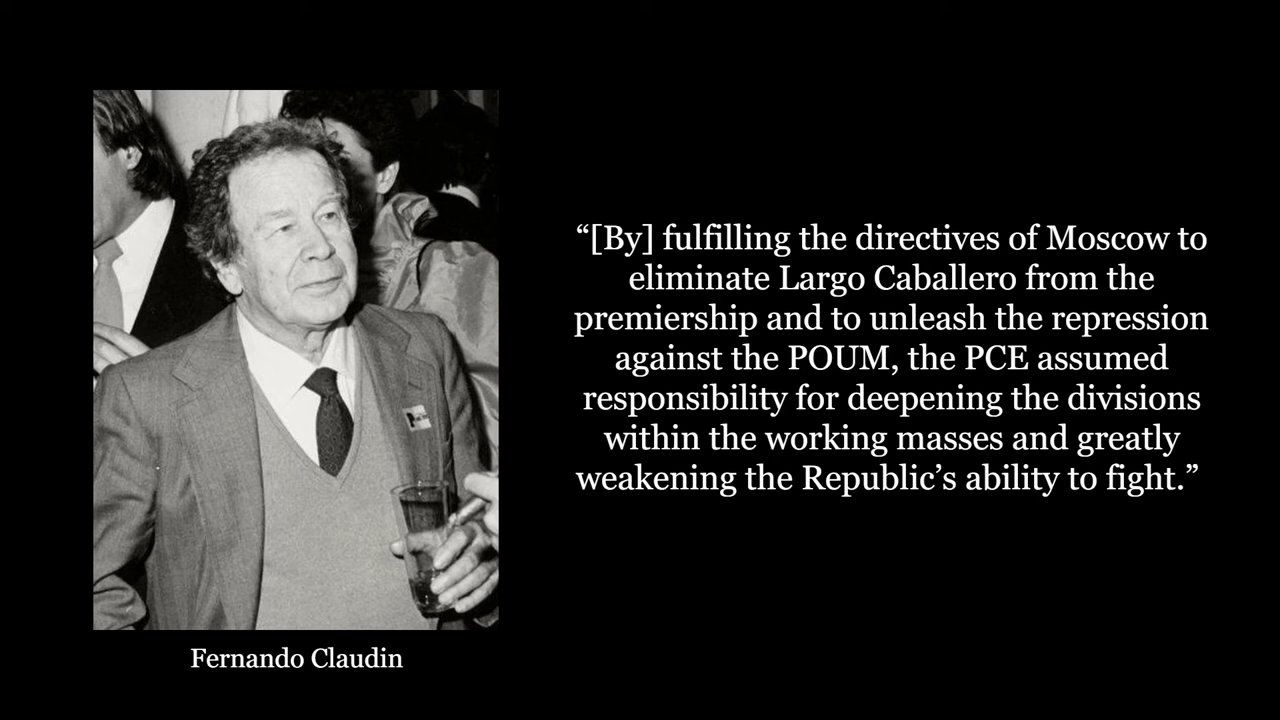 “[By] fulfilling the directives of Moscow to
eliminate Largo Caballero from the
premiership and to unleash the repression
against the POUM, the PCE assumed
responsibility for deepening the divisions
within the working masses and greatly
weakening the Republic’s ability to fight.”
Fernando Claudin